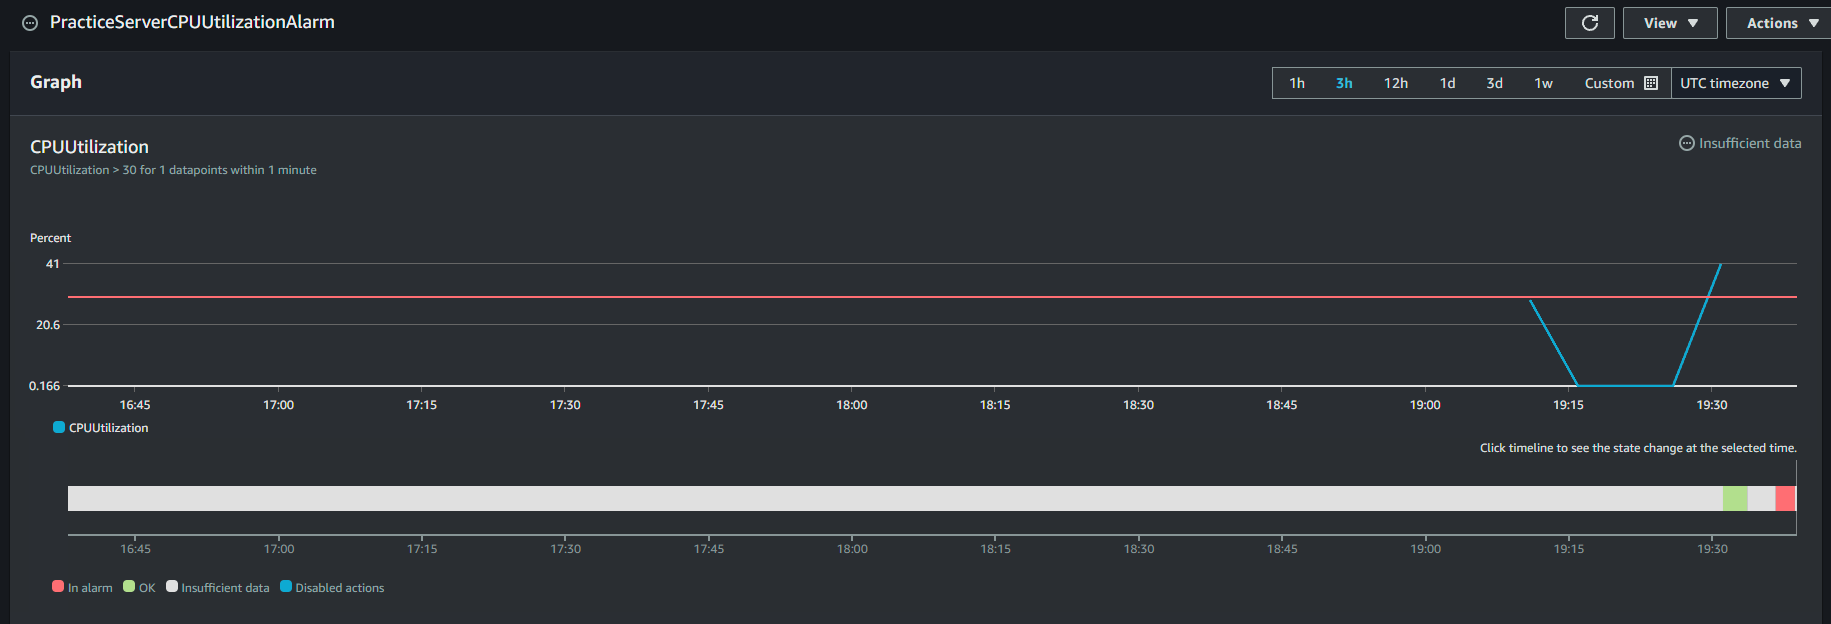 PracticeServerCPUUtilizationAlarm
View
Actions
Graph
1h 3h 12h 1d 3d 1w Custom UTC timezone
CPUUtilization
Insufficient data
CPUUtilization > 30 for 1 datapoints within 1 minute
Percent
41
20.6
0.166
16:45 17:00 17:15 17:30 17:45 18:00 18:15 18:30 18:45 19:00 19:15 19:30
CPUUtilization
Click timeline to see the state change at the selected time.
16:45 17:00 17:15 17:30 17:45 18:00 18:15 18:30 18:45 19:00 19:15 19:30
In alarm OK Insufficient data Disabled actions